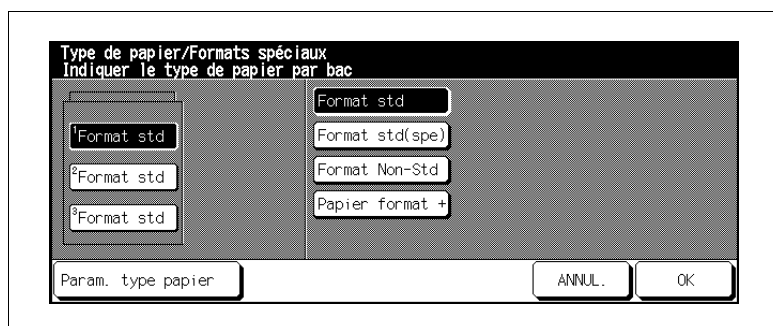 Type de papier/Formats spéciaux
Indiquer le type de papier par bac
Format std
1Format std
Format std(spe)
2Format std
Format Non-Std
3Format std
Papier format +
Param. type papier
ANNUL.
OK